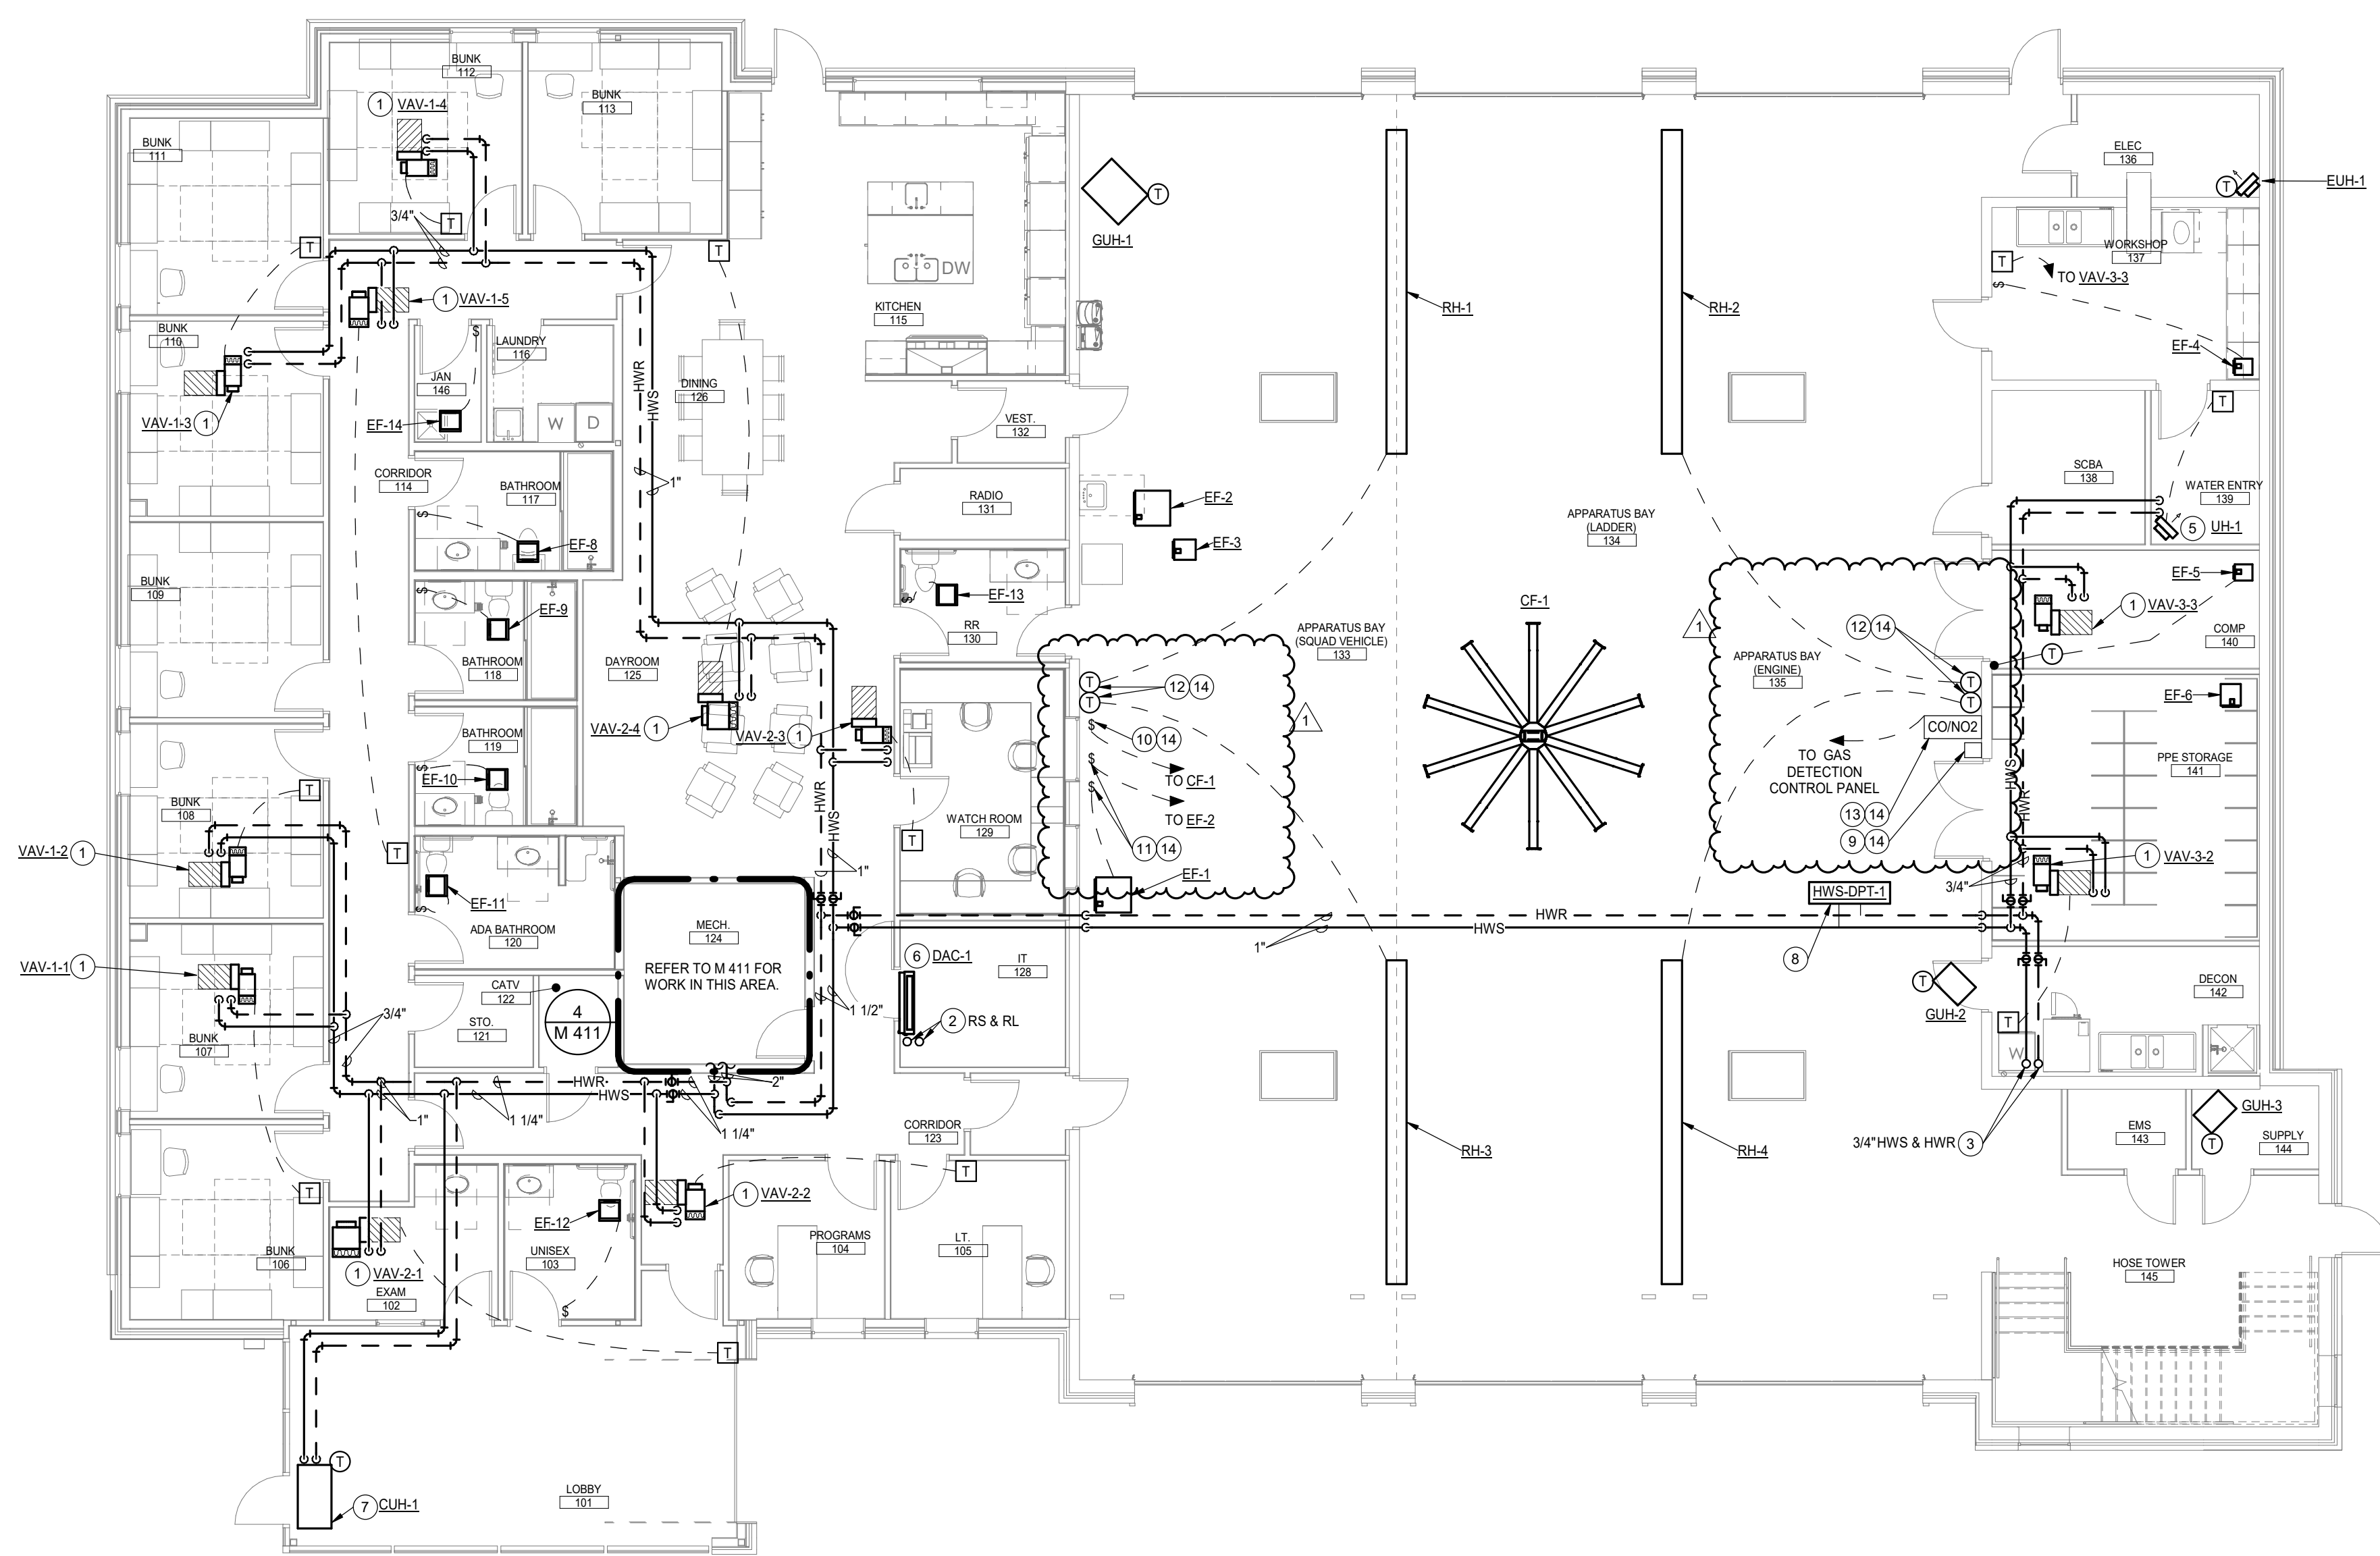 BUNK
112
1 VAV-1-4
BUNK
113
BUNK
111
3/4"
T
T
T
1 VAV-1-5
BUNK
110
VAV-1-3 1
JAN
146
$
LAUNDRY
116
W
D
EF-14
HWR
HWS
DINING
126
DW
KITCHEN
115
GUH-1
T
RH-1
RH-2
ELEC
136
T
EUH-1
WORKSHOP
137
T
TO VAV-3-3
$
EF-4
T
CORRIDOR
114
BATHROOM
117
$
EF-8
1"
VEST.
132
RADIO
131
EF-2
EF-3
APPARATUS BAY
(LADDER)
134
SCBA
138
WATER ENTRY
139
5 UH-1
BUNK
109
$
EF-9
BATHROOM
118
DAYROOM
125
$
EF-13
RR
130
APPARATUS BAY
(SQUAD VEHICLE)
133
CF-1
1
EF-5
1 VAV-3-3
COMP
140
T
12 14
APPARATUS BAY
(ENGINE)
135
T
T
T
T
12 14
$
10 14
TO CF-1
$
TO EF-2
$
11 14
EF-1
1
CO/NO2
TO GAS
DETECTION
CONTROL PANEL
13 14
9 14
EF-6
PPE STORAGE
141
HWS
HWR
VAV-2-4 1
VAV-2-3 1
BATHROOM
119
$
EF-10
T
BUNK
108
VAV-1-2 1
T
HWR
HWS
1"
T
WATCH ROOM
129
1 VAV-3-2
3/4"
HWS-DPT-1
8
HWR
HWS
1"
$
EF-11
ADA BATHROOM
120
MECH.
124
REFER TO M 411 FOR
WORK IN THIS AREA.
VAV-1-1 1
BUNK
107
3/4"
CATV
122
STO.
121
4
M 411
1 1/2"
6 DAC-1
IT
128
2 RS & RL
T
GUH-2
DECON
142
T
W
HWR
HWS
2"
1"
1 1/4"
1 1/4"
CORRIDOR
123
T
RH-3
RH-4
3/4"HWS & HWR 3
EMS
143
GUH-3
T
SUPPLY
144
T
BUNK
106
1 VAV-2-1
EXAM
102
EF-12
UNISEX
103
$
1 VAV-2-2
PROGRAMS
104
LT.
105
T
HOSE TOWER
145
T
7 CUH-1
LOBBY
101